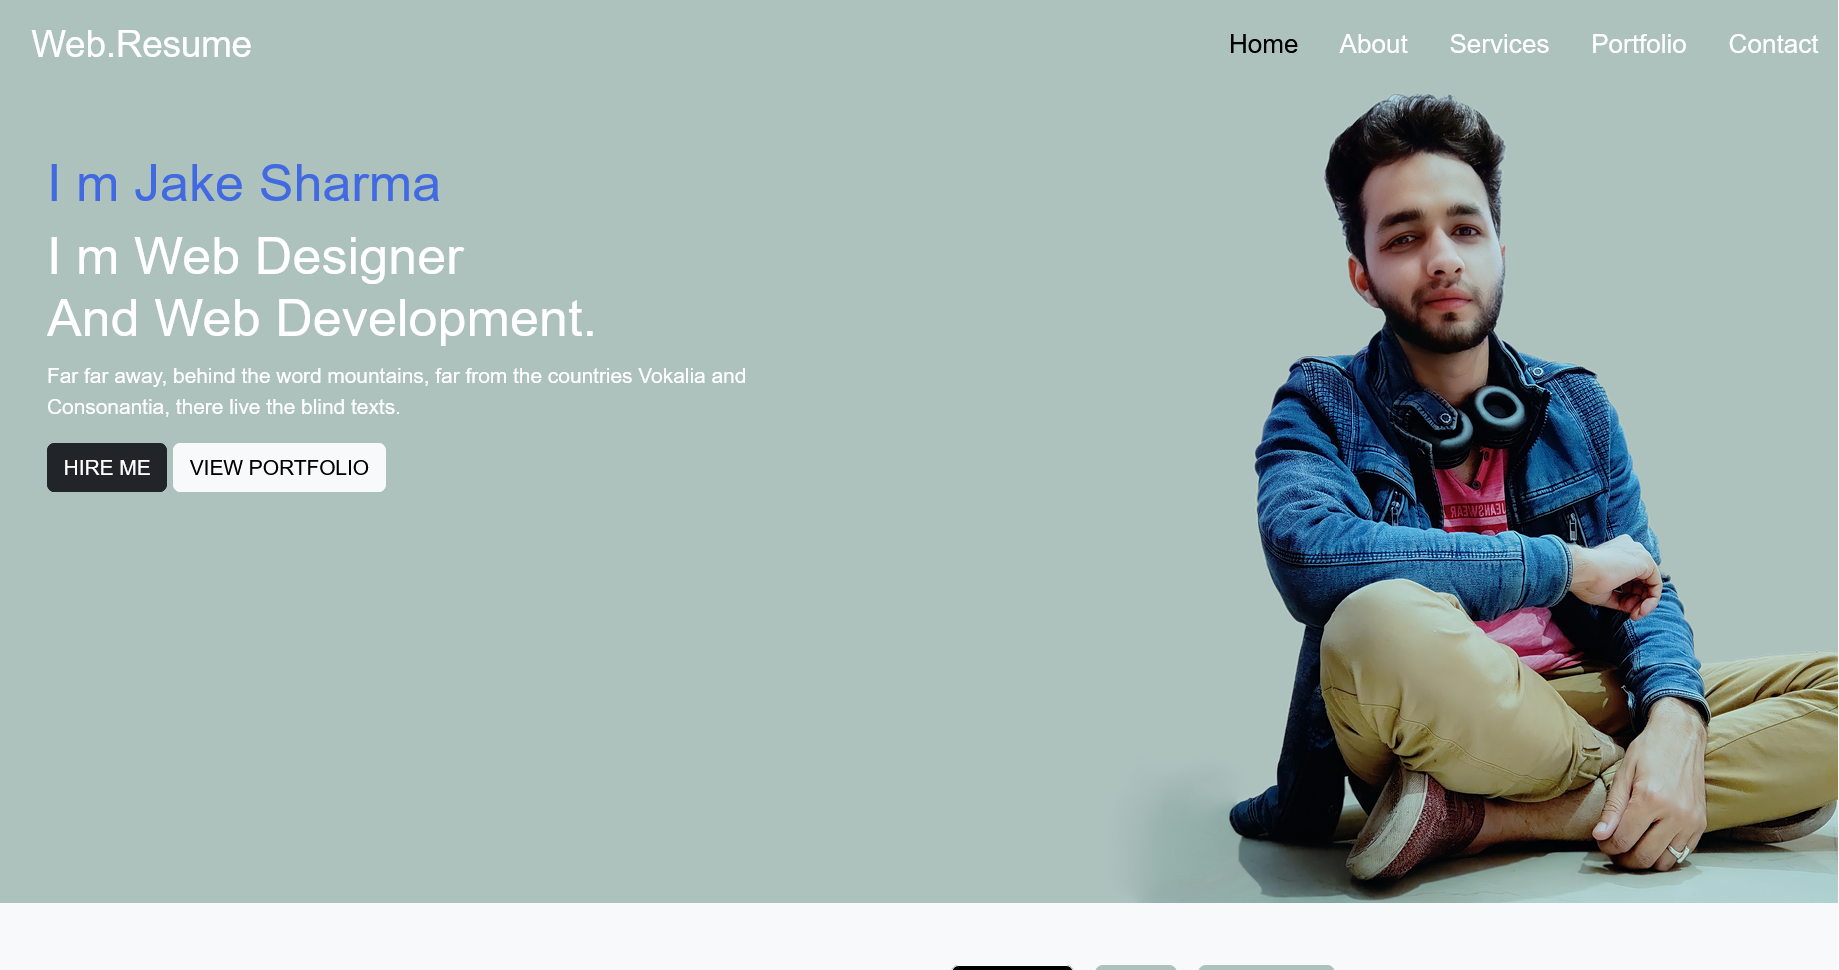 Web.Resume
Home About Services Portfolio Contact
I m Jake Sharma
I m Web Designer
And Web Development.
Far far away, behind the word mountains, far from the countries Vokalia and
Consonantia, there live the blind texts.
HIRE ME VIEW PORTFOLIO